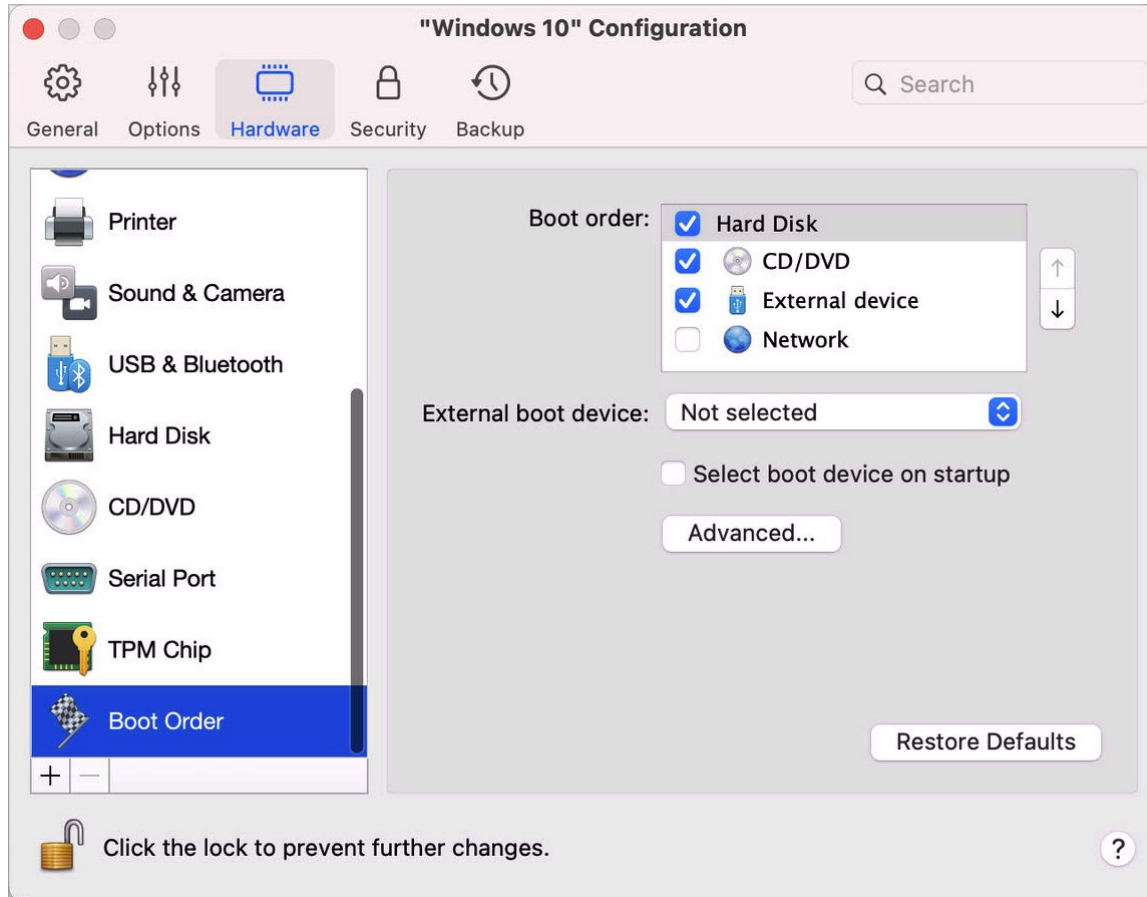 "Windows 10" Configuration
General Options Hardware Security Backup
Search
Printer
Sound & Camera
USB & Bluetooth
Hard Disk
CD/DVD
Serial Port
TPM Chip
Boot Order
Boot order:
Hard Disk
CD/DVD
External device
Network
External boot device: Not selected
Select boot device on startup
Advanced...
Restore Defaults
Click the lock to prevent further changes.
?